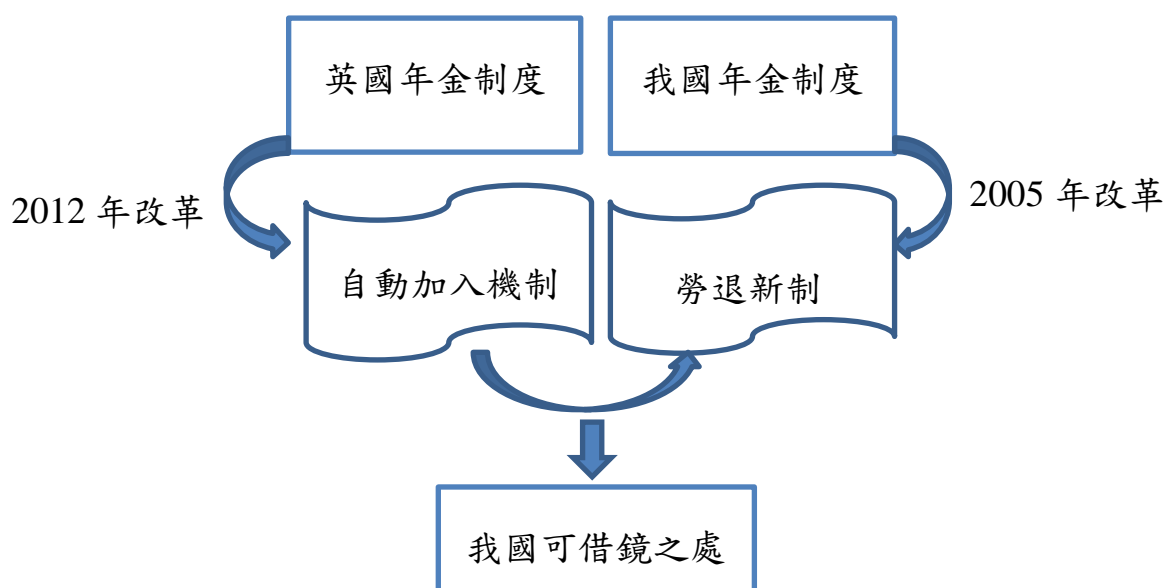 英國年金制度
我國年金制度
2012 年改革
2005 年改革
自動加入機制
勞退新制
我國可借鏡之處